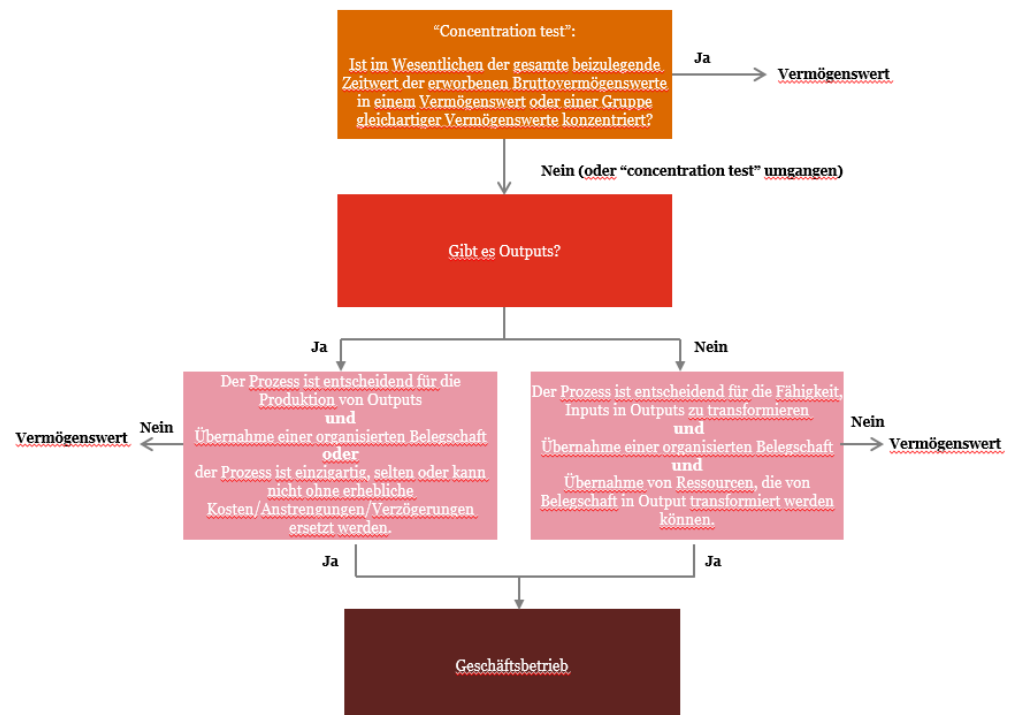 “Concentration test”:
Ist im Wesentlichen der gesamte beizulegende
Zeitwert der erworbenen Bruttovermögenswerte
in einem Vermögenswert oder einer Gruppe
gleichartiger Vermögenswerte konzentriert?
Ja
Vermögenswert
Nein (oder “concentration test” umgangen)
Gibt es Outputs?
Ja
Nein
Der Prozess ist entscheidend für die
Produktion von Outputs
und
Übernahme einer organisierten Belegschaft
oder
der Prozess ist einzigartig, selten oder kann
nicht ohne erhebliche
Kosten/Anstrengungen/Verzögerungen
ersetzt werden.
Nein
Vermögenswert
Der Prozess ist entscheidend für die Fähigkeit,
Inputs in Outputs zu transformieren
und
Übernahme einer organisierten Belegschaft
und
Übernahme von Ressourcen, die von
Belegschaft in Output transformiert werden
können.
Nein
Vermögenswert
Ja
Ja
Geschäftsbetrieb